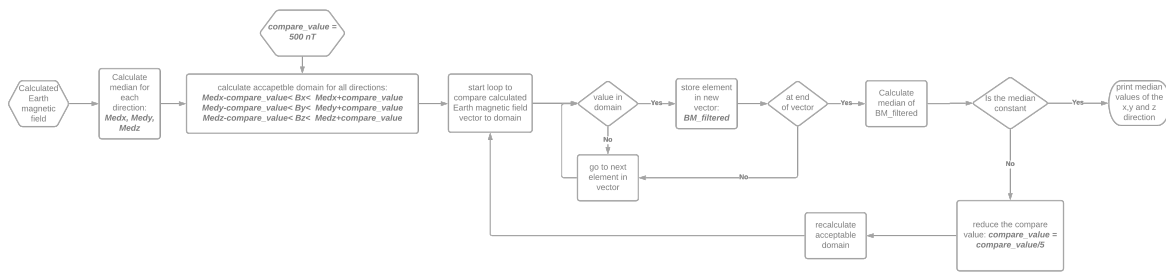 compare_value =
500 nT
Calculated
Earth
magnetic
field
Calculate
median for
each
direction:
Medx, Medy,
Medz
calculate accapetble domain for all directions:
Medx-compare_value< Bx< Medx+compare_value
Medy-compare_value< By< Medy+compare_value
Medz-compare_value< Bz< Medz+compare_value
start loop to
compare calculated
Earth magnetic field
vector to domain
value in
domain
Yes
No
go to next
element in
vector
store element
in new
vector:
BM_filtered
at end
of vector
Yes
No
Calculate
median of
BM_filtered
Is the median
constant
Yes
No
print median
values of the
x,y and z
direction
reduce the compare
value: compare_value =
compare_value/5
recalculate
acceptable
domain